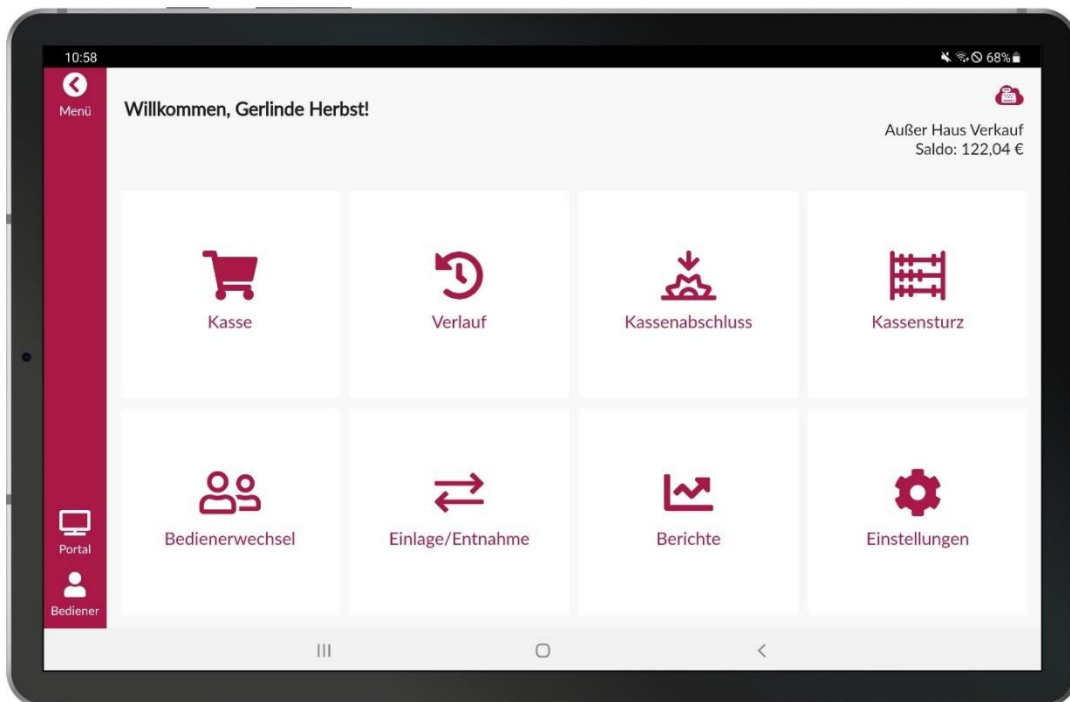 10:58
68%
Menü
Willkommen, Gerlinde Herbst!
Außer Haus Verkauf
Saldo: 122,04 €
Kasse
Verlauf
Kassenabschluss
Kassensturz
Bedienerwechsel
Einlage/Entnahme
Berichte
Einstellungen
Portal
Bediener